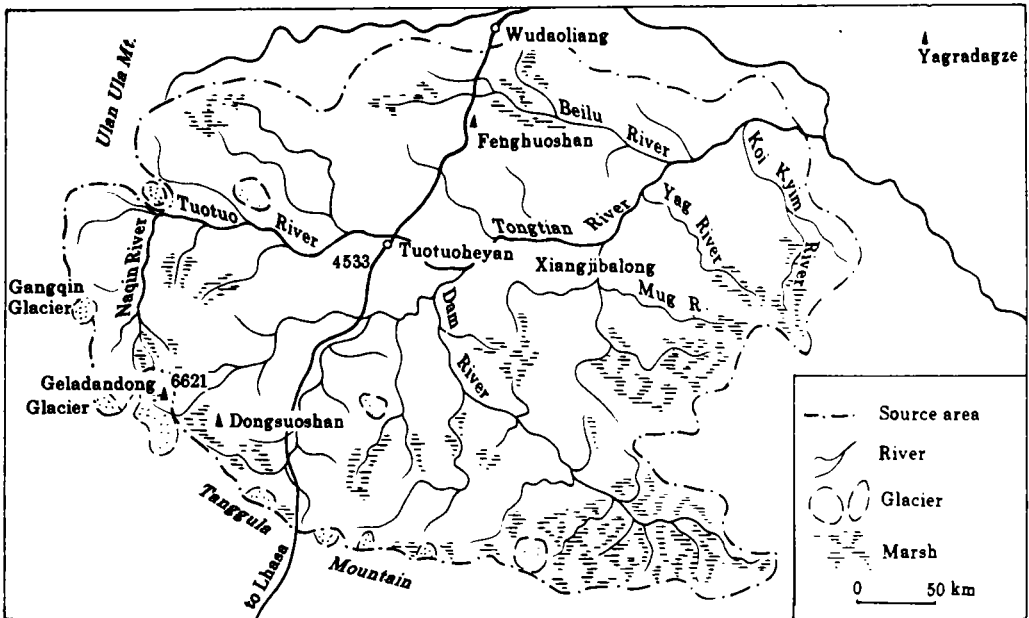 Wudaoliang
Yagradagze
Ulan Ula Mt.
Beilu
River
Fenghuoshan
Koi Kyim
River
Tuotuo
River
Tongtian
River
Yag
River
4533
Tuotuoheyan
Xiangjibalong
Naqin River
Gangqin
Glacier
Dam
River
Mug R.
Geladandong
Glacier
6621
Dongsuoshan
Tanggula
Mountain
to Lhasa
Source area
River
Glacier
Marsh
0 50 km